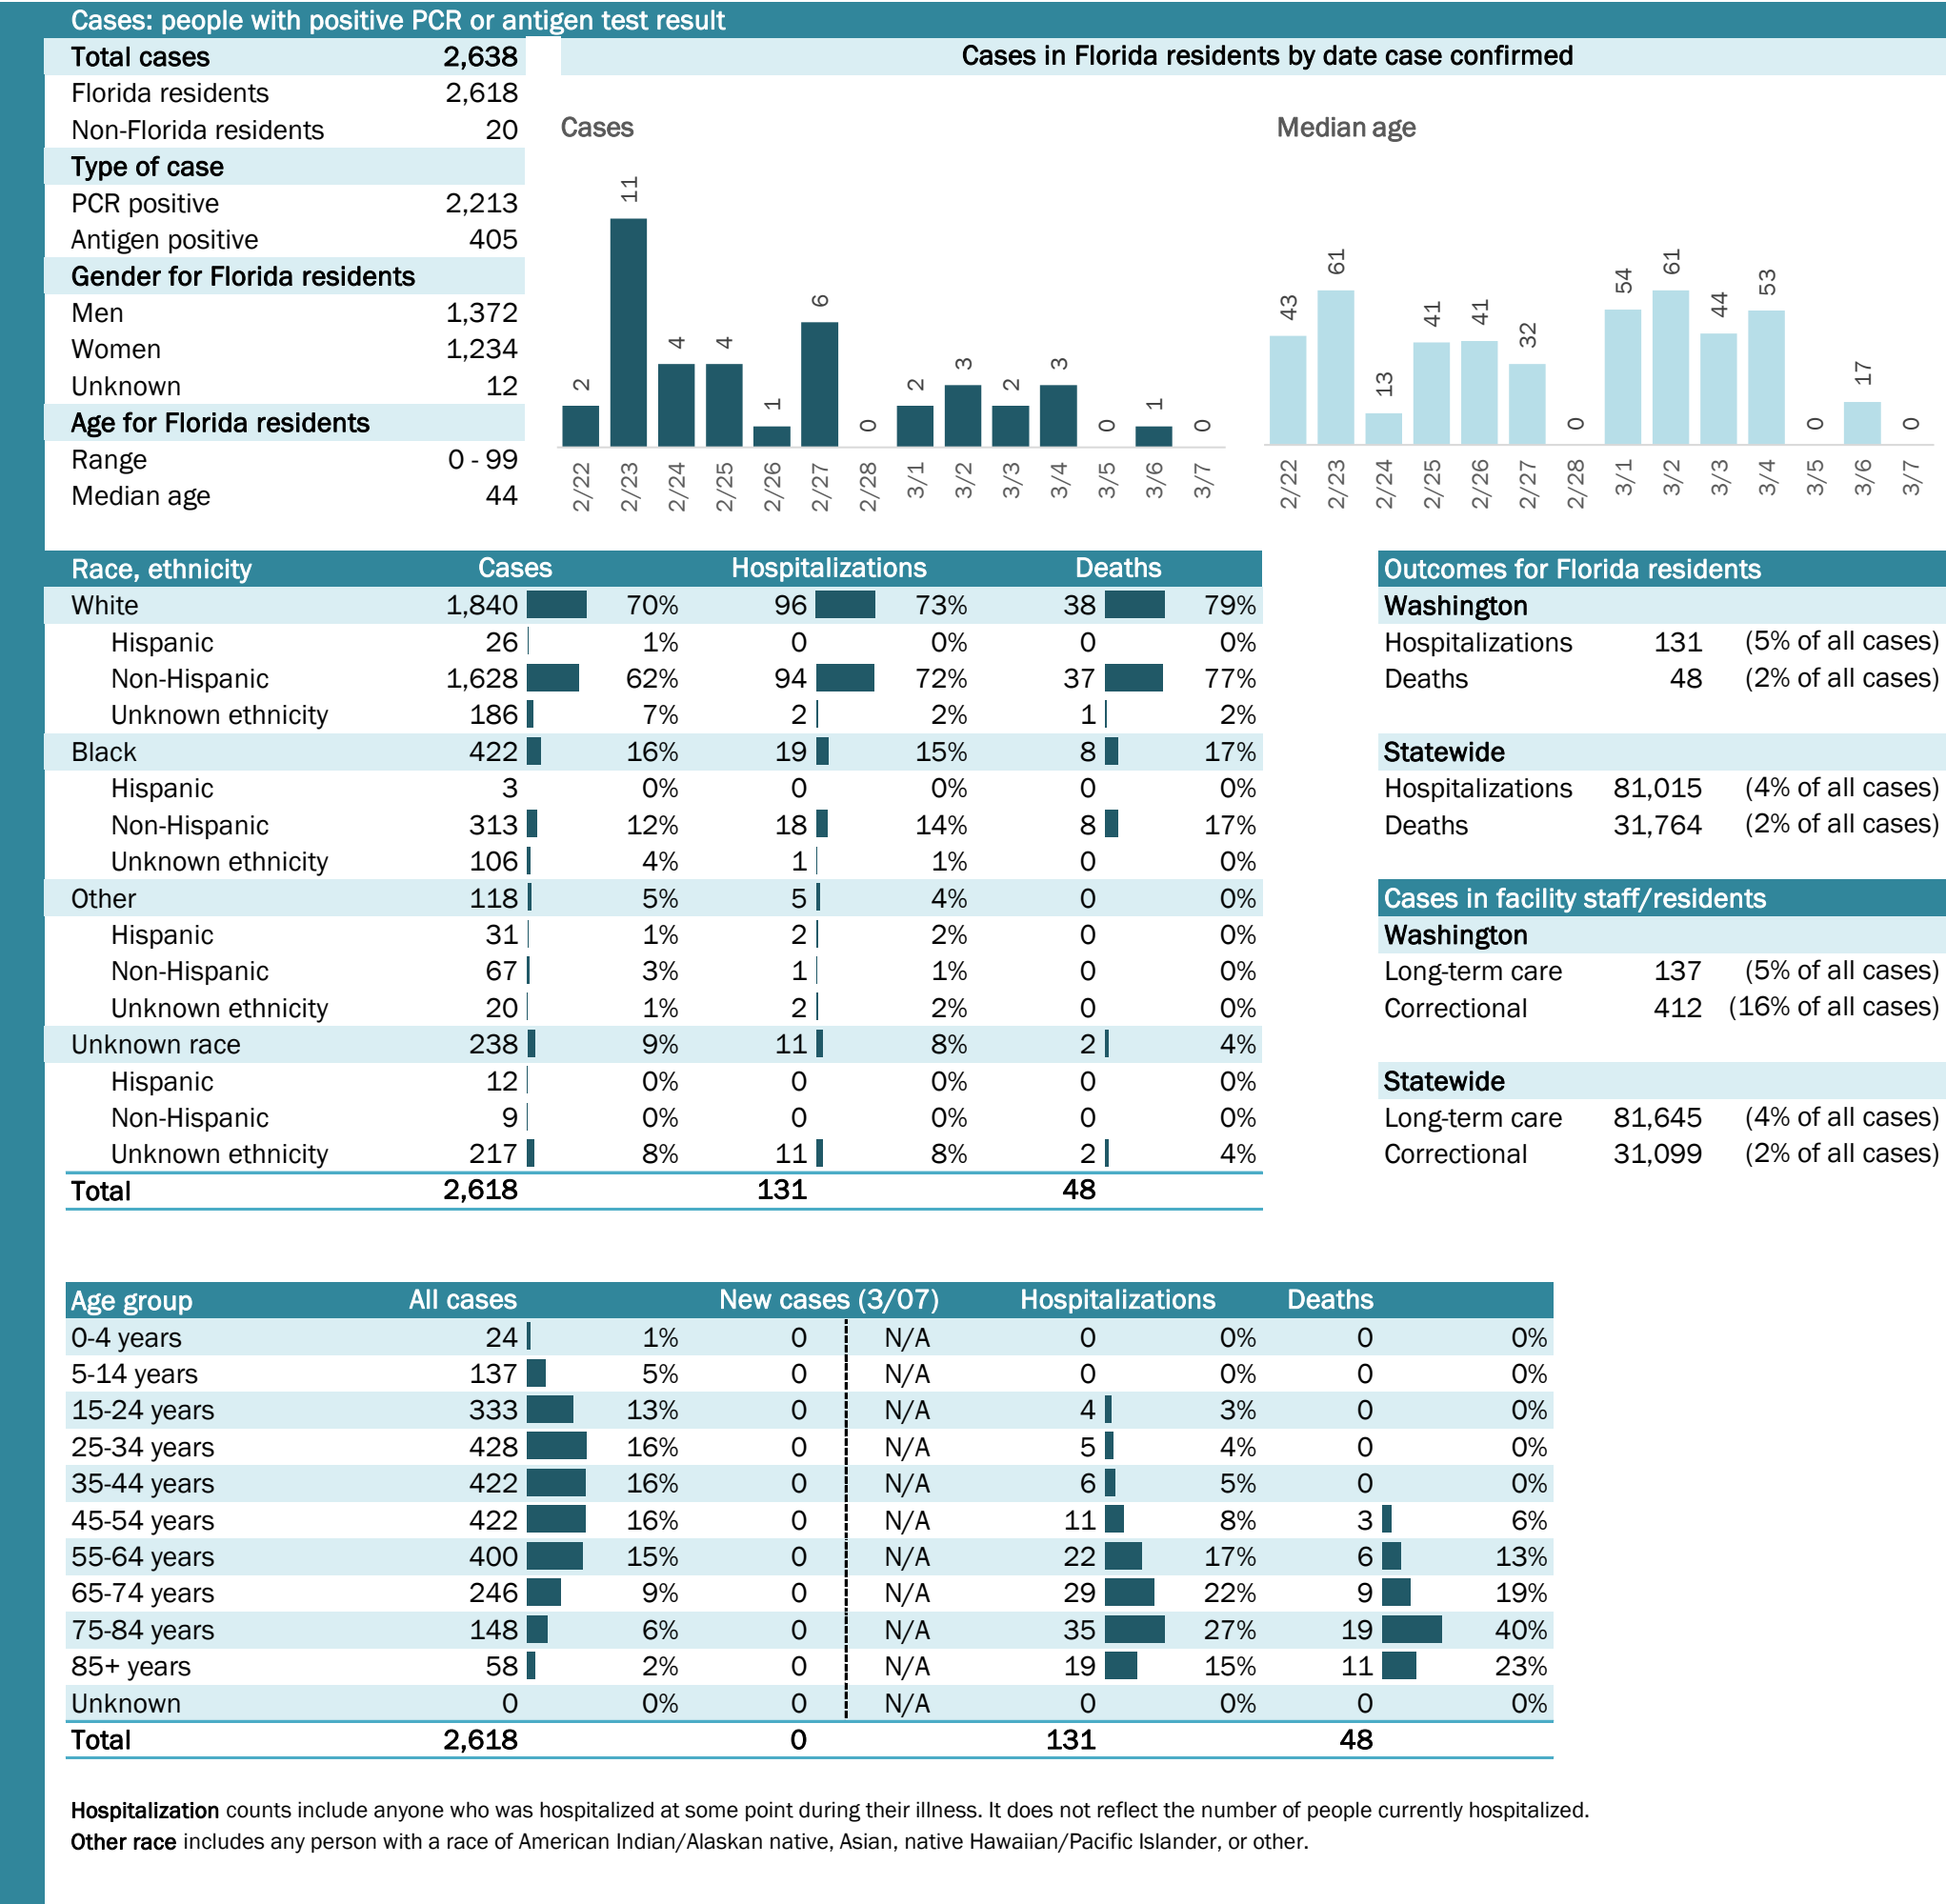 Cases: people with positive PCR or antigen test result
Total cases 2,638
Florida residents 2,618
Non-Florida residents 20
Type of case
PCR positive 2,213
Antigen positive 405
Gender for Florida residents
Men 1,372
Women 1,234
Unknown 12
Age for Florida residents
Range 0 - 99
Median age 44
Cases in Florida residents by date case confirmed
Cases
2 11 4 4 1 6 0 2 3 2 3 0 1 0
2/22 2/23 2/24 2/25 2/26 2/27 2/28 3/1 3/2 3/3 3/4 3/5 3/6 3/7
Median age
43 61 13 41 41 32 0 54 61 44 53 0 17 0
2/22 2/23 2/24 2/25 2/26 2/27 2/28 3/1 3/2 3/3 3/4 3/5 3/6 3/7
Race, ethnicity Cases Hospitalizations Deaths
White 1,840 70% 96 73% 38 79%
Hispanic 26 1% 0 0% 0 0%
Non-Hispanic 1,628 62% 94 72% 37 77%
Unknown ethnicity 186 7% 2 2% 1 2%
Black 422 16% 19 15% 8 17%
Hispanic 3 0% 0 0% 0 0%
Non-Hispanic 313 12% 18 14% 8 17%
Unknown ethnicity 106 4% 1 1% 0 0%
Other 118 5% 5 4% 0 0%
Hispanic 31 1% 2 2% 0 0%
Non-Hispanic 67 3% 1 1% 0 0%
Unknown ethnicity 20 1% 2 2% 0 0%
Unknown race 238 9% 11 8% 2 4%
Hispanic 12 0% 0 0% 0 0%
Non-Hispanic 9 0% 0 0% 0 0%
Unknown ethnicity 217 8% 11 8% 2 4%
Total 2,618 131 48
Outcomes for Florida residents
Washington
Hospitalizations 131 (5% of all cases)
Deaths 48 (2% of all cases)
Statewide
Hospitalizations 81,015 (4% of all cases)
Deaths 31,764 (2% of all cases)
Cases in facility staff/residents
Washington
Long-term care 137 (5% of all cases)
Correctional 412 (16% of all cases)
Statewide
Long-term care 81,645 (4% of all cases)
Correctional 31,099 (2% of all cases)
Age group All cases New cases (3/07) Hospitalizations Deaths
0-4 years 24 1% 0 N/A 0 0% 0 0%
5-14 years 137 5% 0 N/A 0 0% 0 0%
15-24 years 333 13% 0 N/A 4 3% 0 0%
25-34 years 428 16% 0 N/A 5 4% 0 0%
35-44 years 422 16% 0 N/A 6 5% 0 0%
45-54 years 422 16% 0 N/A 11 8% 3 6%
55-64 years 400 15% 0 N/A 22 17% 6 13%
65-74 years 246 9% 0 N/A 29 22% 9 19%
75-84 years 148 6% 0 N/A 35 27% 19 40%
85+ years 58 2% 0 N/A 19 15% 11 23%
Unknown 0 0% 0 N/A 0 0% 0 0%
Total 2,618 0 131 48
Hospitalization counts include anyone who was hospitalized at some point during their illness. It does not reflect the number of people currently hospitalized.
Other race includes any person with a race of American Indian/Alaskan native, Asian, native Hawaiian/Pacific Islander, or other.